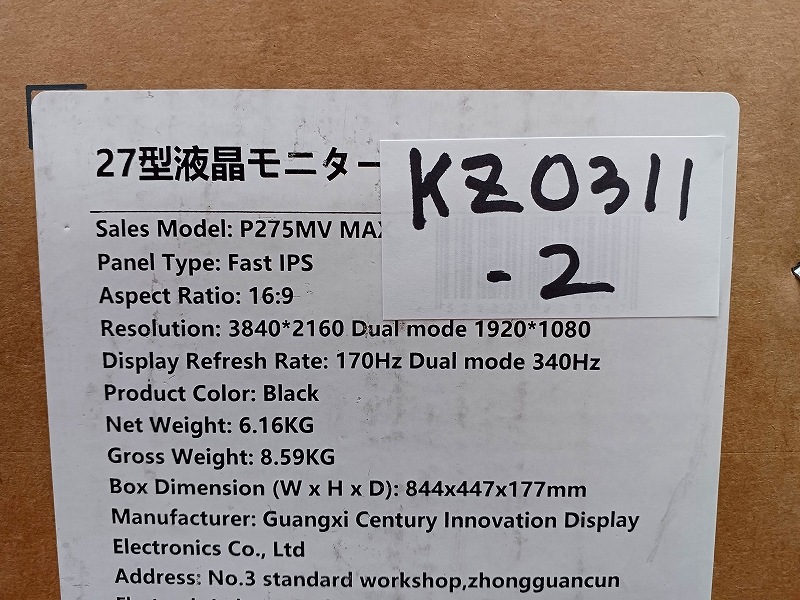 27型液晶モニター
KZ0311
-2
Sales Model: P275MV MAX
Panel Type: Fast IPS
Aspect Ratio: 16:9
Resolution: 3840*2160 Dual mode 1920*1080
Display Refresh Rate: 170Hz Dual mode 340Hz
Product Color: Black
Net Weight: 6.16KG
Gross Weight: 8.59KG
Box Dimension (W x H x D): 844x447x177mm
Manufacturer: Guangxi Century Innovation Display
Electronics Co., Ltd
Address: No.3 standard workshop,zhongguancun